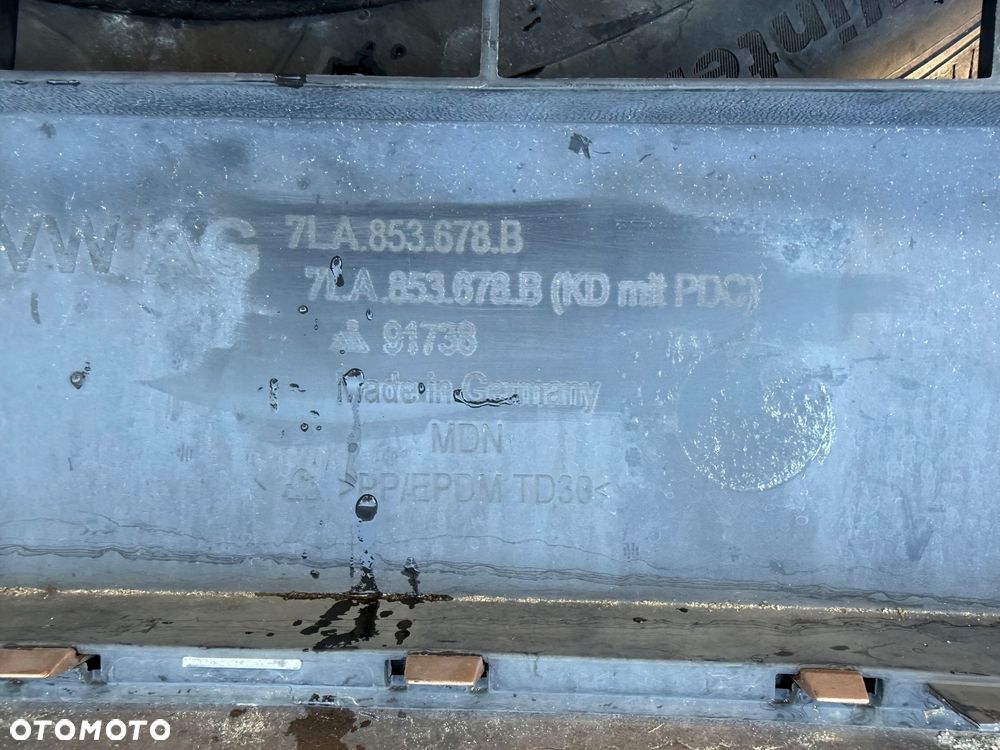 VW AG 7LA.853.678.B
7LA.853.678.B (KD mit PDC)
91738
Made in Germany
MDN
>PP/EPDM TD30<
OTOMOTO